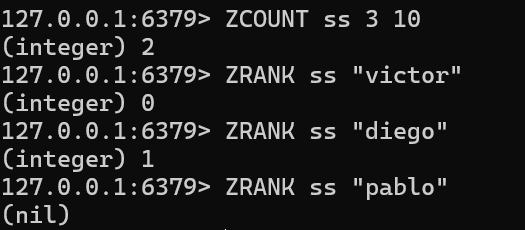 127.0.0.1:6379> ZCOUNT ss 3 10
(integer) 2
127.0.0.1:6379> ZRANK ss "victor"
(integer) 0
127.0.0.1:6379> ZRANK ss "diego"
(integer) 1
127.0.0.1:6379> ZRANK ss "pablo"
(nil)